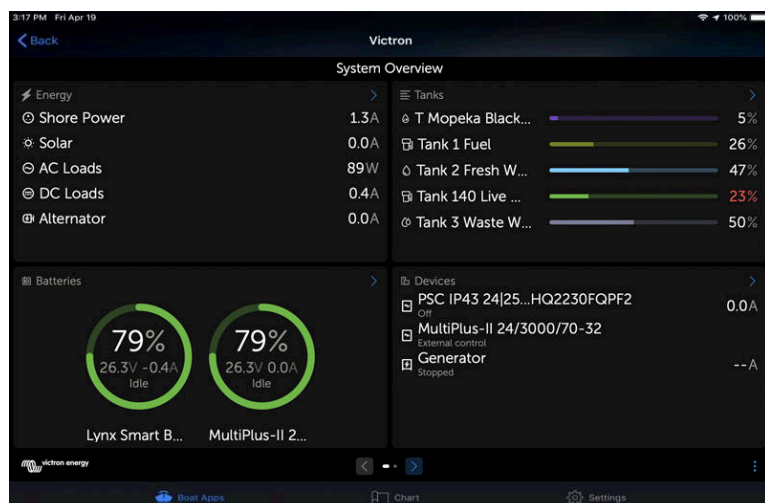 3:17 PM Fri Apr 19
100%
Back
Victron
System Overview
Energy
Shore Power 1.3A
Solar 0.0A
AC Loads 89W
DC Loads 0.4A
Alternator 0.0A
Tanks
T Mopeka Black... 5%
Tank 1 Fuel 26%
Tank 2 Fresh W... 47%
Tank 140 Live ... 23%
Tank 3 Waste W... 50%
Batteries
79%
26.3V -0.4A
Idle
Lynx Smart B...
79%
26.3V 0.0A
Idle
MultiPlus-II 2...
Devices
PSC IP43 24|25...HQ2230FQPF2 0.0A
Off
MultiPlus-II 24/3000/70-32
External control
Generator --A
Stopped
victron energy
Boat Apps
Chart
Settings